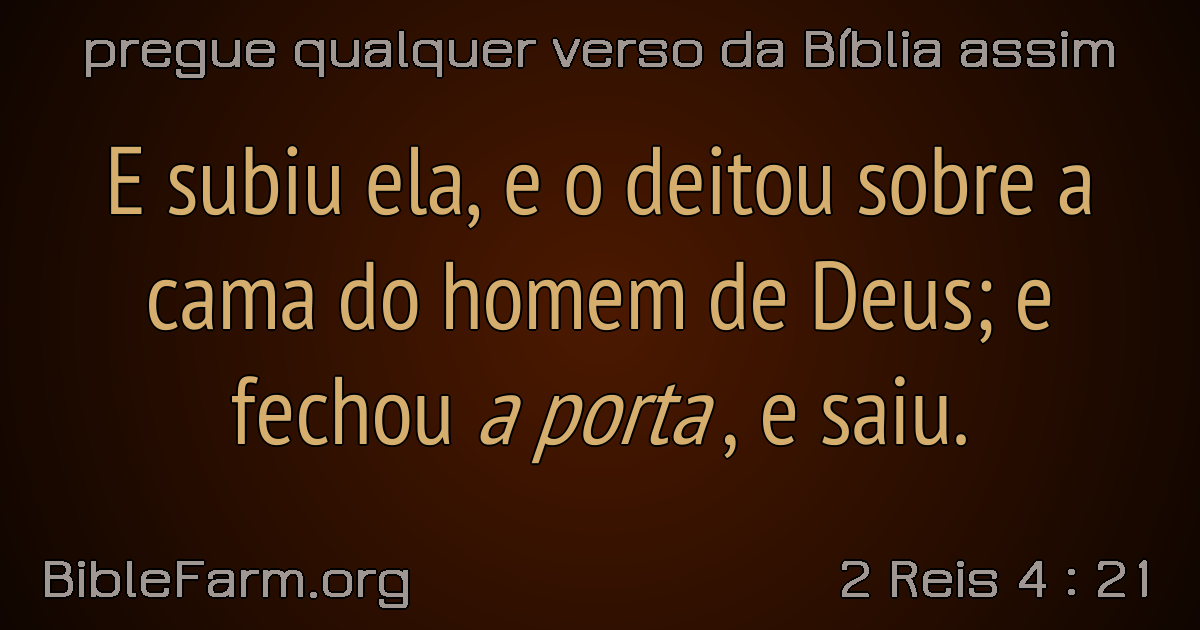 pregue qualquer verso da Bíblia assim
E subiu ela, e o deitou sobre a
cama do homem de Deus; e
fechou a porta , e saiu.
BibleFarm.org
2 Reis 4 : 21